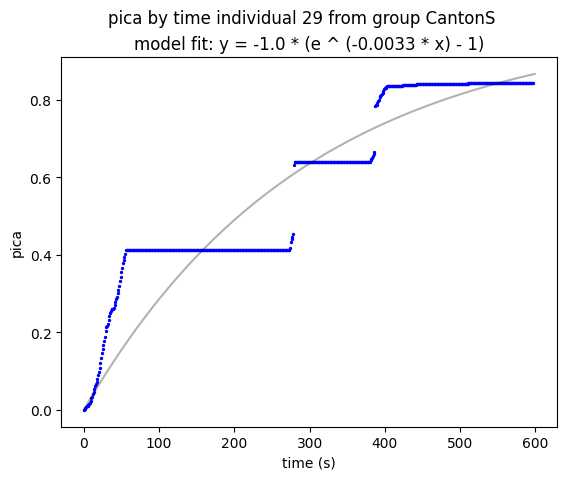 pica by time individual 29 from group CantonS
model fit: y = -1.0 * (e ^ (-0.0033 * x) - 1)
0.8
0.6
pica
0.4
0.2
0.0
0 100 200 300 400 500 600
time (s)